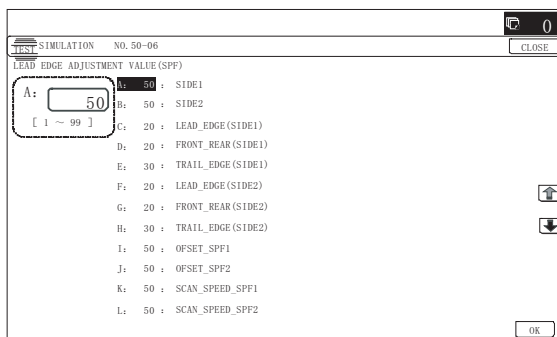 0
TEST SIMULATION NO.50-06 CLOSE
LEAD EDGE ADJUSTMENT VALUE(SPF)
A: 50
[ 1 ~ 99 ]
A: 50 : SIDE1
B: 50 : SIDE2
C: 20 : LEAD_EDGE(SIDE1)
D: 20 : FRONT_REAR(SIDE1)
E: 30 : TRAIL_EDGE(SIDE1)
F: 20 : LEAD_EDGE(SIDE2)
G: 20 : FRONT_REAR(SIDE2)
H: 30 : TRAIL_EDGE(SIDE2)
I: 50 : OFSET_SPF1
J: 50 : OFSET_SPF2
K: 50 : SCAN_SPEED_SPF1
L: 50 : SCAN_SPEED_SPF2
OK